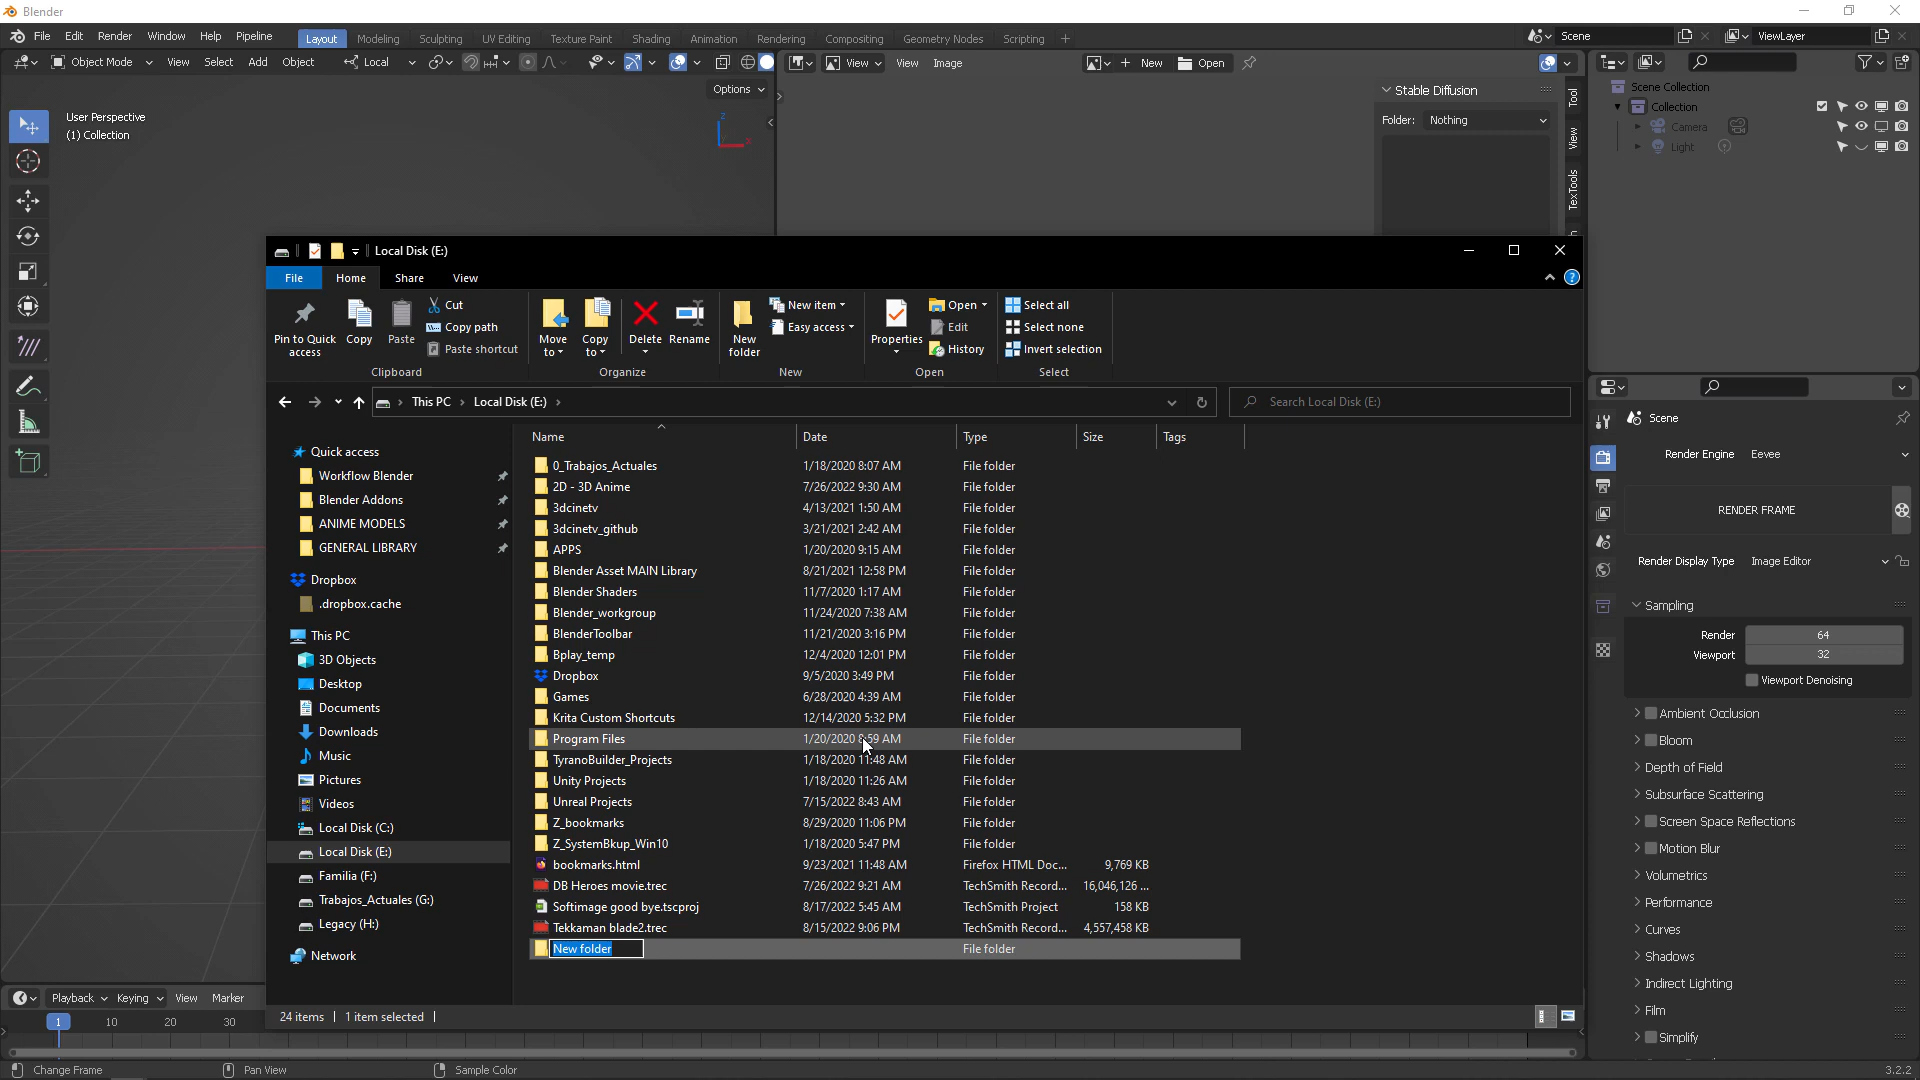 Blender
File Edit Render Window Help Pipeline Layout Modeling Sculpting UV Editing Texture Paint Shading Animation Rendering Compositing Geometry Nodes Scripting + Scene ViewLayer
Object Mode View Select Add Object Local View View Image New Open
Options
User Perspective
(1) Collection
Z
X
Stable Diffusion
Folder: Nothing
Tool
View
TexTools
Scene Collection
Collection
Camera
Light
Local Disk (E:)
File Home Share View
Pin to Quick access
Copy
Paste
Cut
Copy path
Paste shortcut
Clipboard
Move to
Copy to
Delete
Rename
Organize
New folder
New item
Easy access
New
Properties
Open
Edit
History
Open
Select all
Select none
Invert selection
Select
This PC Local Disk (E:)
Search Local Disk (E:)
Quick access
Workflow Blender
Blender Addons
ANIME MODELS
GENERAL LIBRARY
Dropbox
.dropbox.cache
This PC
3D Objects
Desktop
Documents
Downloads
Music
Pictures
Videos
Local Disk (C:)
Local Disk (E:)
Familia (F:)
Trabajos_Actuales (G:)
Legacy (H:)
Network
Name Date Type Size Tags
0_Trabajos_Actuales 1/18/2020 8:07 AM File folder
2D - 3D Anime 7/26/2022 9:30 AM File folder
3dcinetv 4/13/2021 1:50 AM File folder
3dcinetv_github 3/21/2021 2:42 AM File folder
APPS 1/20/2020 9:15 AM File folder
Blender Asset MAIN Library 8/21/2021 12:58 PM File folder
Blender Shaders 11/7/2020 1:17 AM File folder
Blender_workgroup 11/24/2020 7:38 AM File folder
BlenderToolbar 11/21/2020 3:16 PM File folder
Bplay_temp 12/4/2020 12:01 PM File folder
Dropbox 9/5/2020 3:49 PM File folder
Games 6/28/2020 4:39 AM File folder
Krita Custom Shortcuts 12/14/2020 5:32 PM File folder
Program Files 1/20/2020 8:59 AM File folder
TyranoBuilder_Projects 1/18/2020 11:48 AM File folder
Unity Projects 1/18/2020 11:26 AM File folder
Unreal Projects 7/15/2022 8:43 AM File folder
Z_bookmarks 8/29/2020 11:06 PM File folder
Z_SystemBkup_Win10 1/18/2020 5:47 PM File folder
bookmarks.html 9/23/2021 11:48 AM Firefox HTML Doc... 9,769 KB
DB Heroes movie.trec 7/26/2022 9:21 AM TechSmith Record... 16,046,126 ...
Softimage good bye.tscproj 8/17/2022 5:45 AM TechSmith Project 158 KB
Tekkaman blade2.trec 8/15/2022 9:06 PM TechSmith Record... 4,557,458 KB
New folder File folder
24 items 1 item selected
Scene
Render Engine Eevee
RENDER FRAME
Render Display Type Image Editor
Sampling
Render 64
Viewport 32
Viewport Denoising
Ambient Occlusion
Bloom
Depth of Field
Subsurface Scattering
Screen Space Reflections
Motion Blur
Volumetrics
Performance
Curves
Shadows
Indirect Lighting
Film
Simplify
Playback Keying View Marker
1 10 20 30
Change Frame Pan View Sample Color 3.2.2